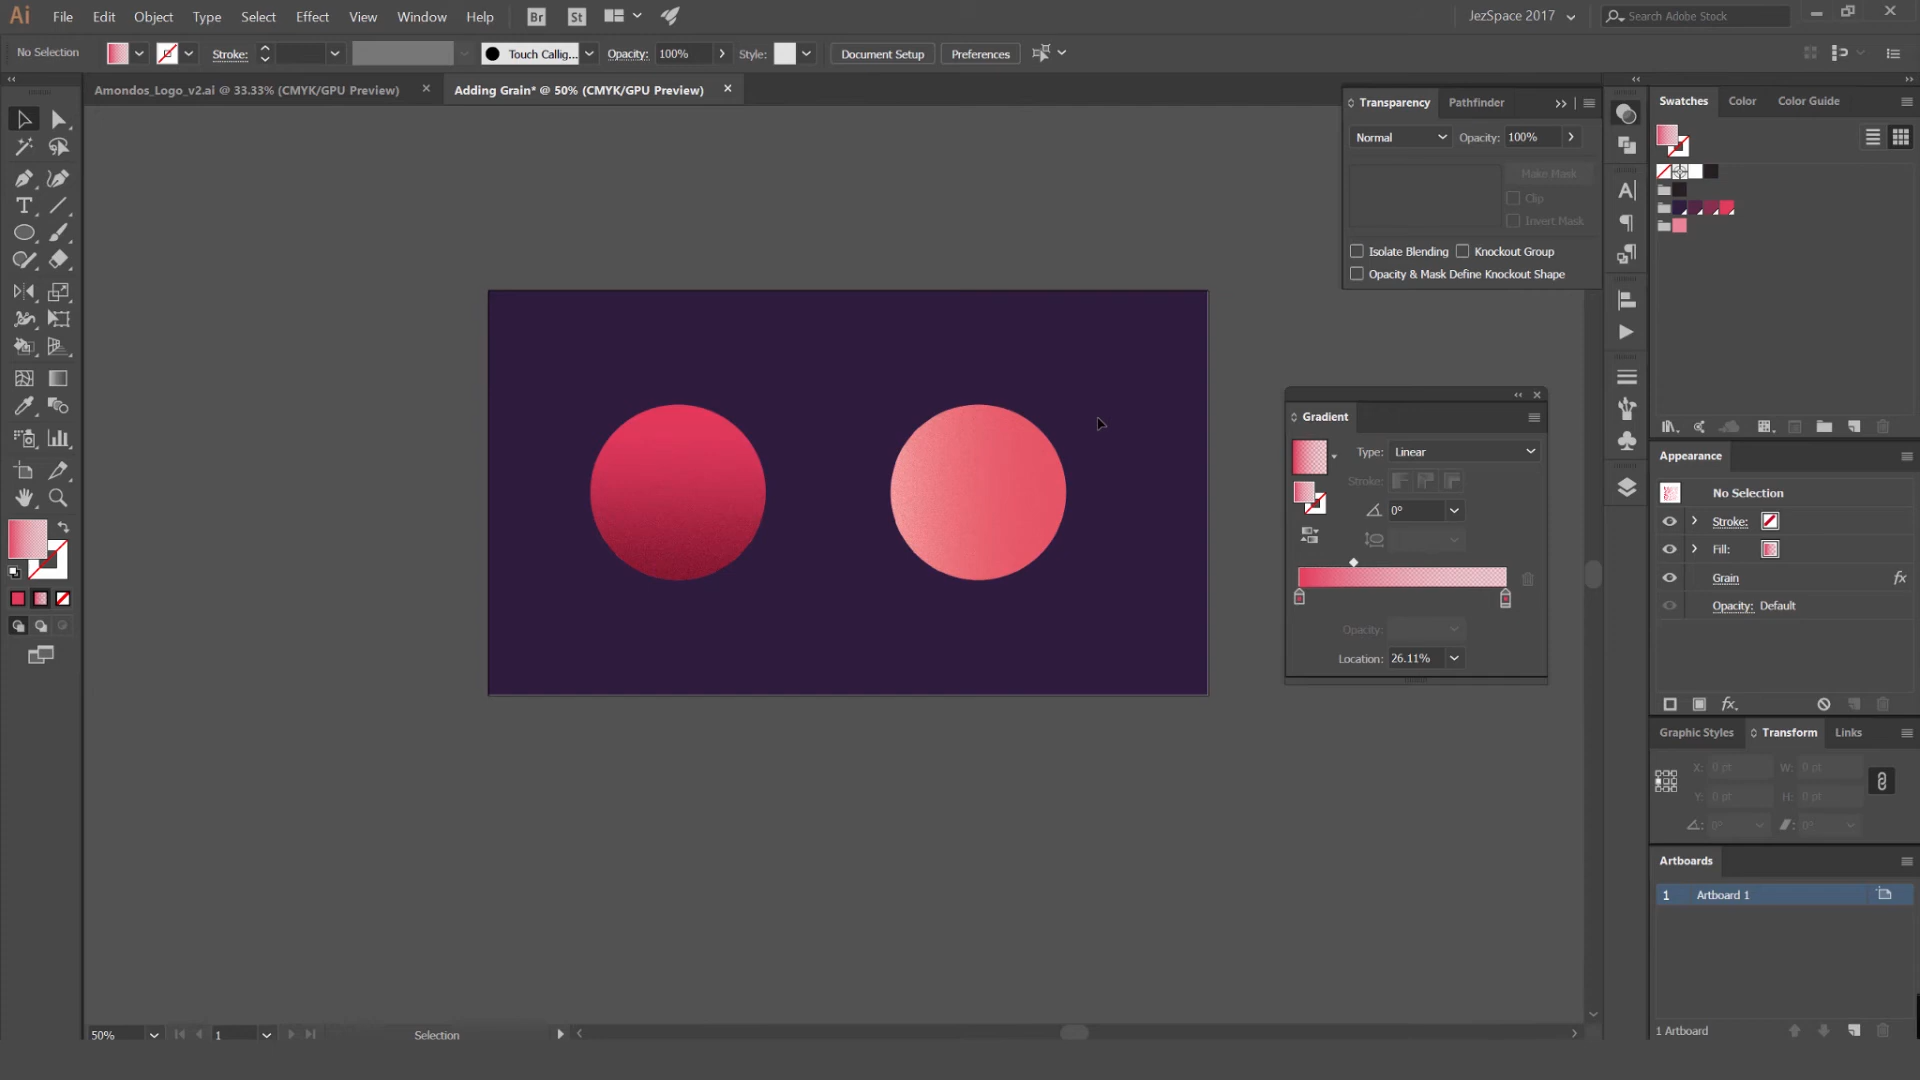 Ai File Edit Object Type Select Effect View Window Help Br St JezSpace 2017 Search Adobe Stock
No Selection Stroke: Touch Callig... Opacity: 100% Style: Document Setup Preferences
Amondos_Logo_v2.ai @ 33.33% (CMYK/GPU Preview) Adding Grain* @ 50% (CMYK/GPU Preview)
Transparency Pathfinder
Normal Opacity: 100%
Make Mask
Clip
Invert Mask
Isolate Blending Knockout Group
Opacity & Mask Define Knockout Shape
Swatches Color Color Guide
Gradient
Type: Linear
Stroke:
0°
Opacity:
Location: 26.11%
Appearance
No Selection
Stroke:
Fill:
Grain fx
Opacity: Default
fx
Graphic Styles Transform Links
X: 0 pt W: 0 pt
Y: 0 pt H: 0 pt
0° 0°
Artboards
1 Artboard 1
1 Artboard
50% 1 Selection